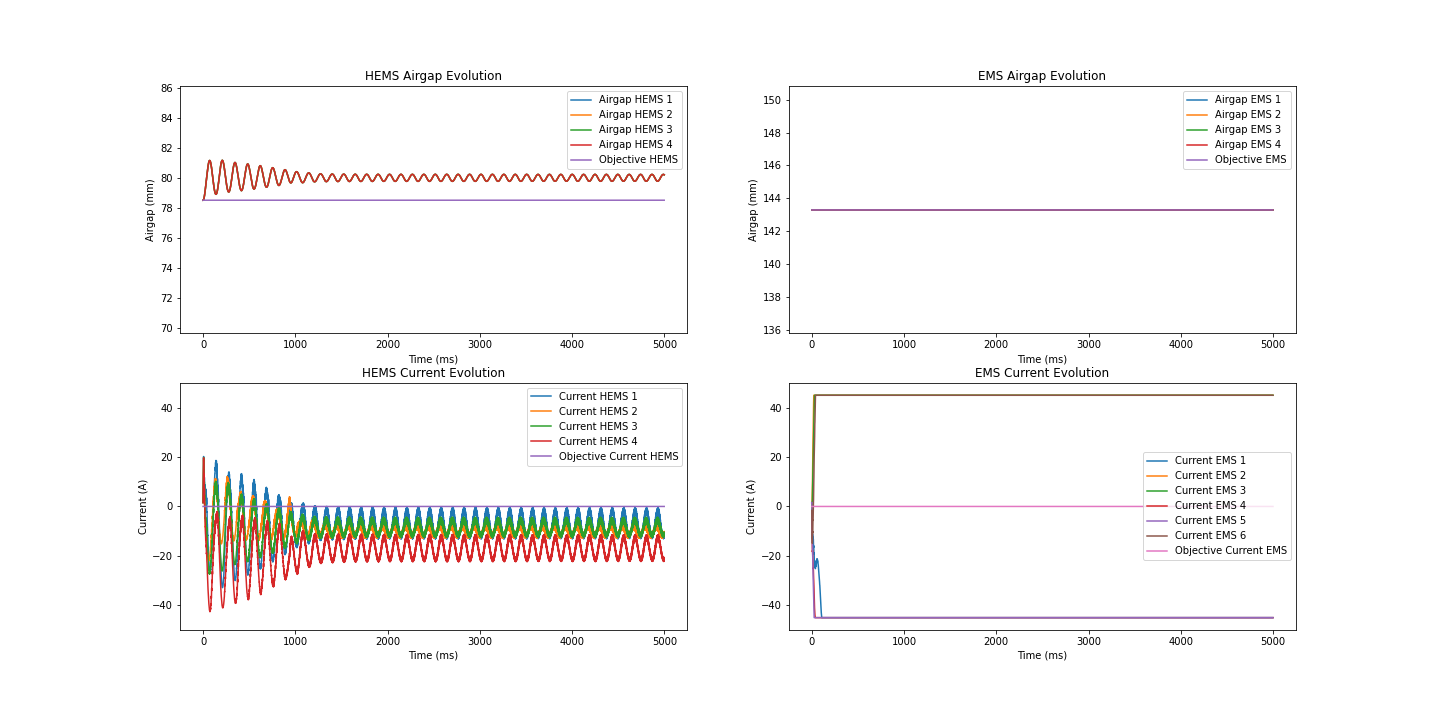 HEMS Airgap Evolution
Airgap (mm)
86
84
82
80
78
76
74
72
70
0 1000 2000 3000 4000 5000
Time (ms)
Airgap HEMS 1
Airgap HEMS 2
Airgap HEMS 3
Airgap HEMS 4
Objective HEMS
EMS Airgap Evolution
Airgap (mm)
150
148
146
144
142
140
138
136
0 1000 2000 3000 4000 5000
Time (ms)
Airgap EMS 1
Airgap EMS 2
Airgap EMS 3
Airgap EMS 4
Objective EMS
HEMS Current Evolution
Current (A)
40
20
0
−20
−40
0 1000 2000 3000 4000 5000
Time (ms)
Current HEMS 1
Current HEMS 2
Current HEMS 3
Current HEMS 4
Objective Current HEMS
EMS Current Evolution
Current (A)
40
20
0
−20
−40
0 1000 2000 3000 4000 5000
Time (ms)
Current EMS 1
Current EMS 2
Current EMS 3
Current EMS 4
Current EMS 5
Current EMS 6
Objective Current EMS